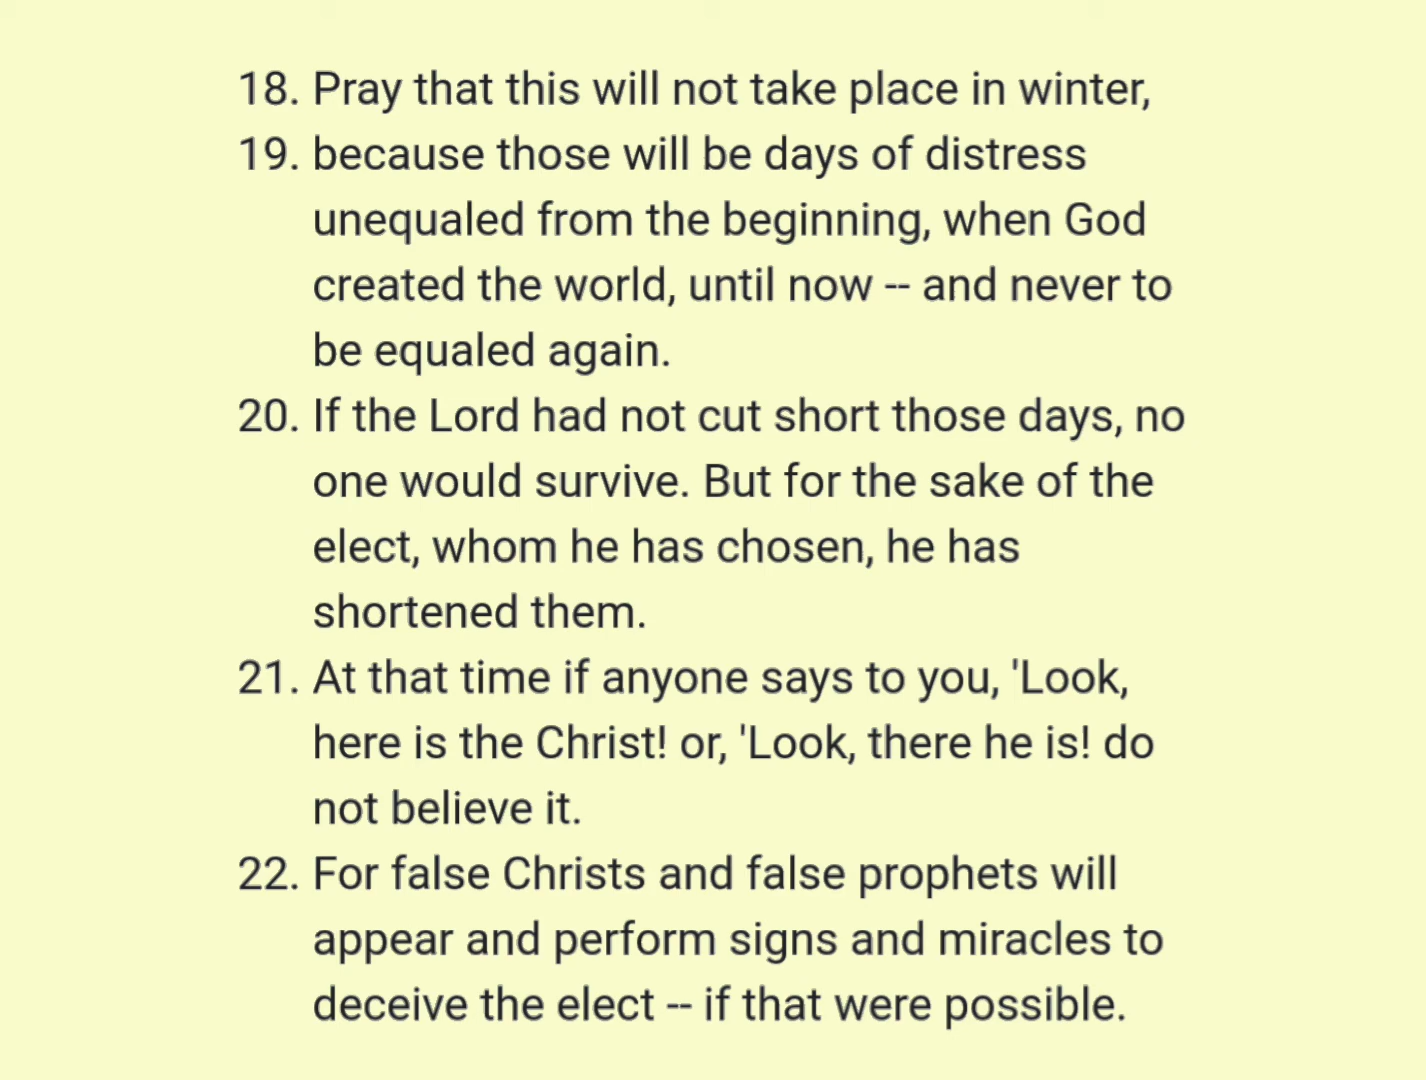 18. Pray that this will not take place in winter,
19. because those will be days of distress
unequaled from the beginning, when God
created the world, until now -- and never to
be equaled again.
20. If the Lord had not cut short those days, no
one would survive. But for the sake of the
elect, whom he has chosen, he has
shortened them.
21. At that time if anyone says to you, 'Look,
here is the Christ! or, 'Look, there he is! do
not believe it.
22. For false Christs and false prophets will
appear and perform signs and miracles to
deceive the elect -- if that were possible.